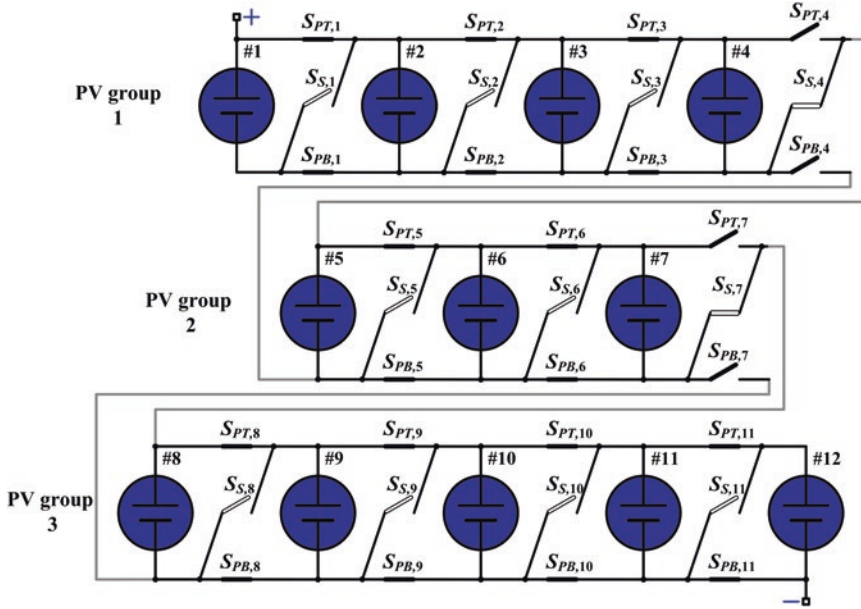 +
S_PT,1 S_PT,2 S_PT,3 S_PT,4
#1 #2 #3 #4
S_S,1 S_S,2 S_S,3 S_S,4
PV group
1
S_PB,1 S_PB,2 S_PB,3 S_PB,4
S_PT,5 S_PT,6 S_PT,7
#5 #6 #7
S_S,5 S_S,6 S_S,7
PV group
2
S_PB,5 S_PB,6 S_PB,7
S_PT,8 S_PT,9 S_PT,10 S_PT,11
#8 #9 #10 #11 #12
S_S,8 S_S,9 S_S,10 S_S,11
PV group
3
S_PB,8 S_PB,9 S_PB,10 S_PB,11
−